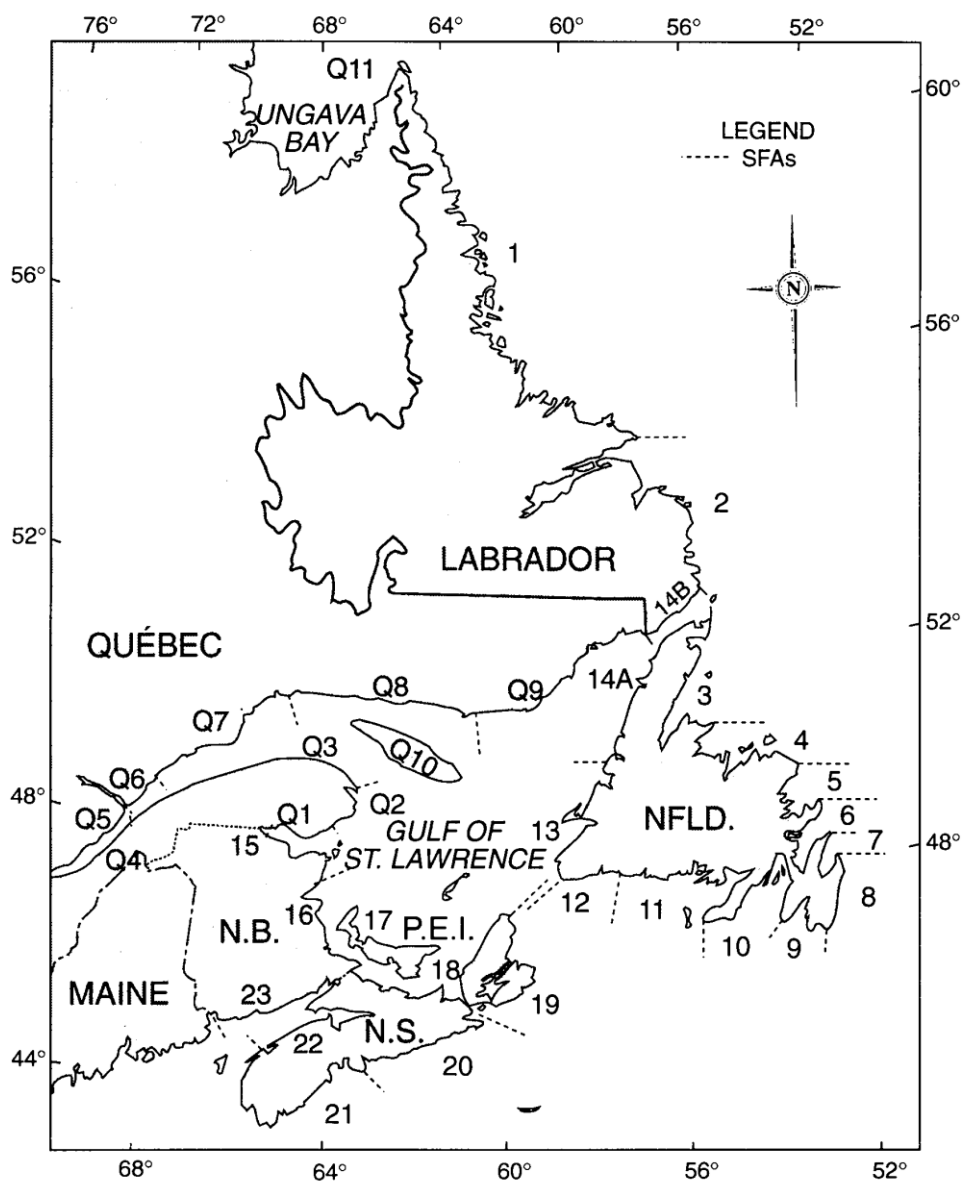 76° 72° 68° 64° 60° 56° 52°
Q11
60°
UNGAVA
BAY
LEGEND
SFAs
1
56°
N
56°
2
52°
LABRADOR
14B
52°
QUÉBEC
14A
Q8
Q9
3
Q7
Q3
Q10
4
Q6
5
48°
Q5
Q2
Q1
GULF OF
ST. LAWRENCE
13
NFLD.
6
7
48°
15
Q4
12
11
8
16
17
P.E.I.
10
9
N.B.
18
MAINE
23
19
N.S.
22
20
44°
21
68° 64° 60° 56° 52°